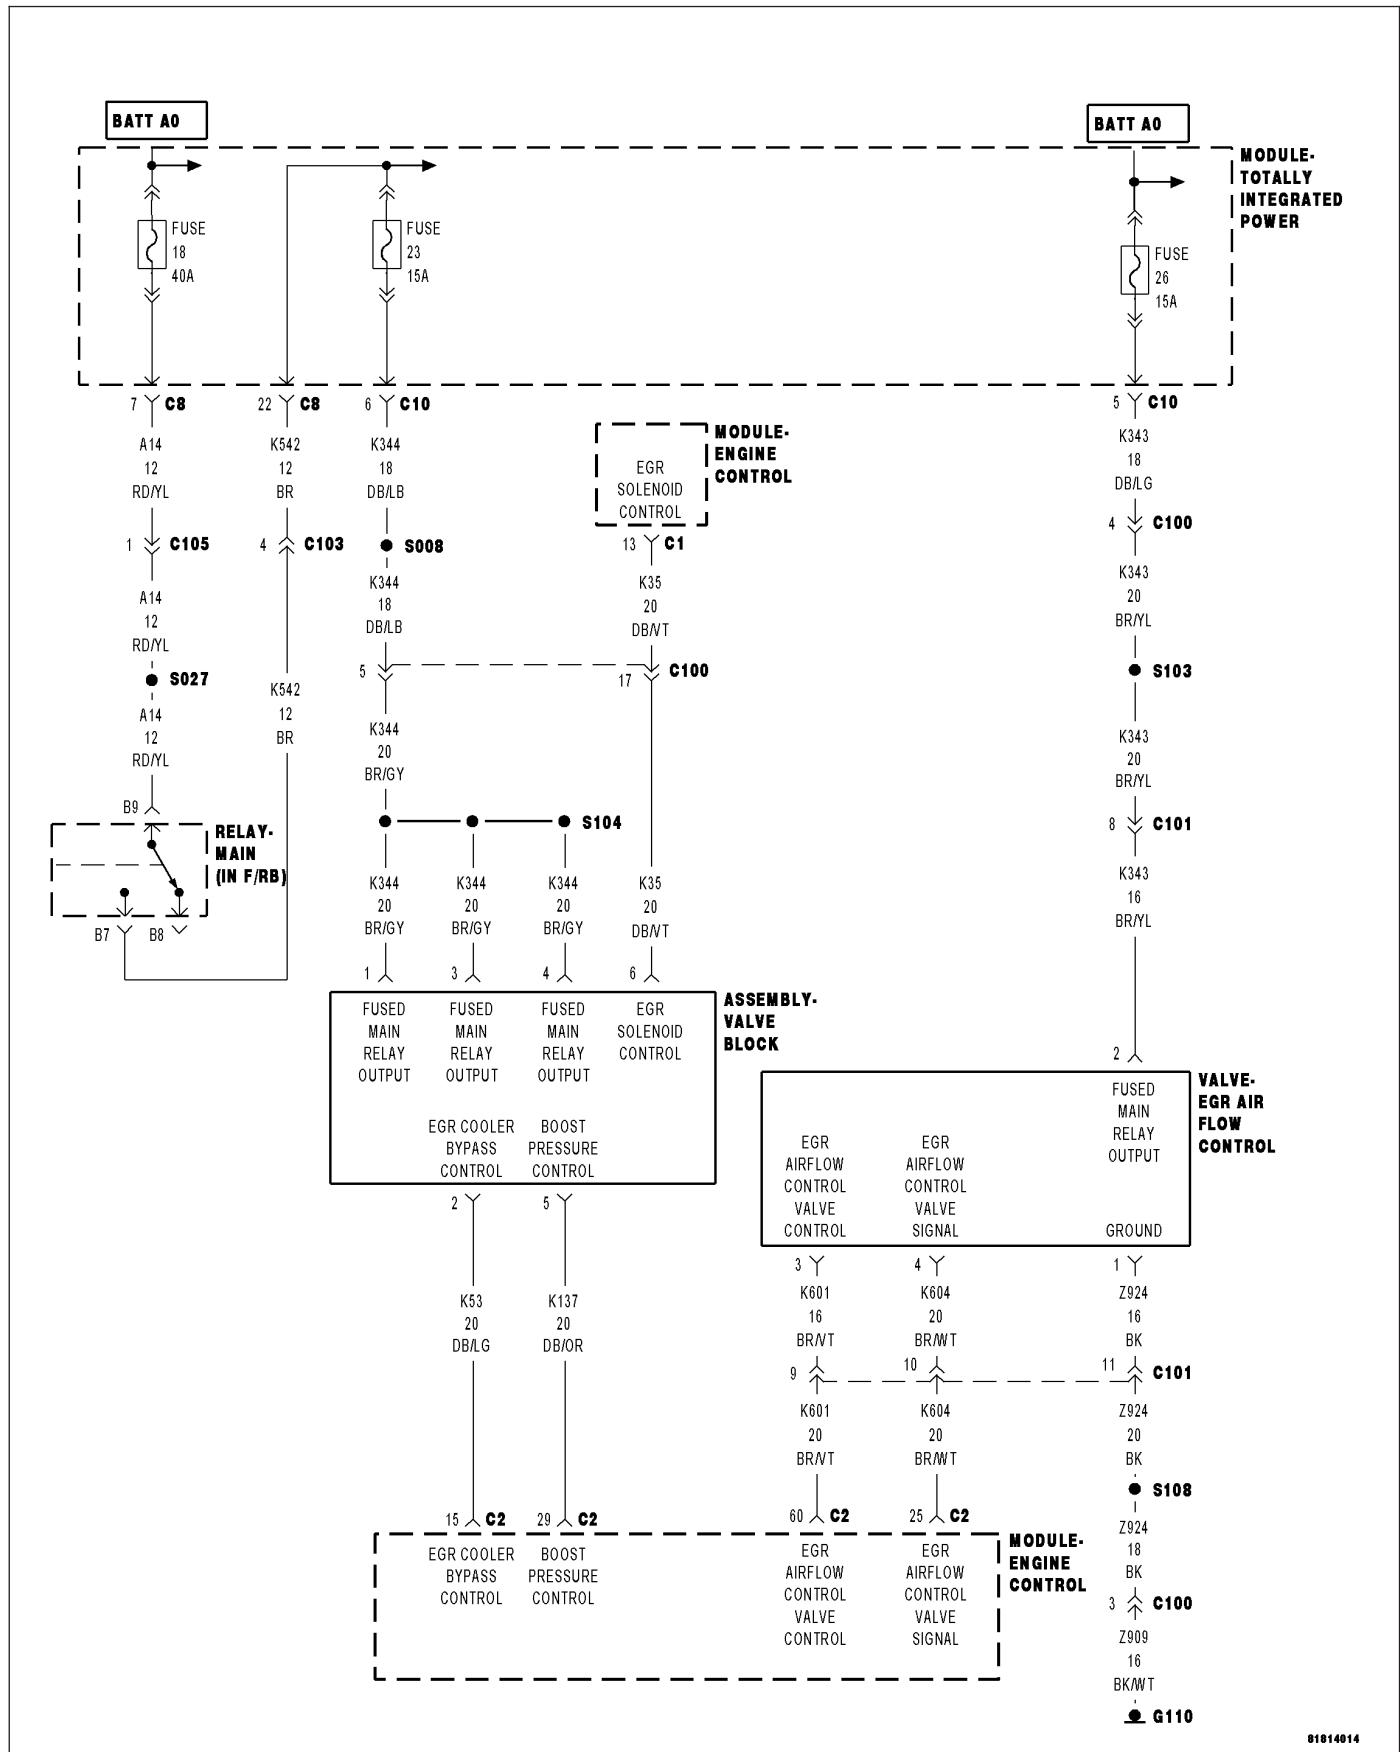 BATT A0
BATT A0
MODULE-
TOTALLY
INTEGRATED
POWER
FUSE
18
40A
FUSE
23
15A
FUSE
26
15A
7 C8
22 C8
6 C10
5 C10
A14
12
RD/YL
K542
12
BR
K344
18
DB/LB
MODULE-
ENGINE
CONTROL
EGR
SOLENOID
CONTROL
K343
18
DB/LG
4 C100
1 C105
4 C103
S008
13 C1
A14
12
RD/YL
K344
18
DB/LB
K35
20
DB/VT
K343
20
BR/YL
S027
K542
12
BR
5
17 C100
S103
A14
12
RD/YL
K344
20
BR/GY
K343
20
BR/YL
B9
RELAY-
MAIN
(IN F/RB)
B7
B8
S104
8 C101
K344
20
BR/GY
K344
20
BR/GY
K344
20
BR/GY
K35
20
DB/VT
K343
16
BR/YL
1
3
4
6
ASSEMBLY-
VALVE
BLOCK
FUSED
MAIN
RELAY
OUTPUT
FUSED
MAIN
RELAY
OUTPUT
FUSED
MAIN
RELAY
OUTPUT
EGR
SOLENOID
CONTROL
EGR COOLER
BYPASS
CONTROL
BOOST
PRESSURE
CONTROL
2
VALVE-
EGR AIR
FLOW
CONTROL
FUSED
MAIN
RELAY
OUTPUT
EGR
AIRFLOW
CONTROL
VALVE
CONTROL
EGR
AIRFLOW
CONTROL
VALVE
SIGNAL
GROUND
2
5
3
4
1
K53
20
DB/LG
K137
20
DB/OR
K601
16
BR/VT
K604
20
BR/WT
Z924
16
BK
9
10
11 C101
K601
20
BR/VT
K604
20
BR/WT
Z924
20
BK
S108
15 C2
29 C2
60 C2
25 C2
MODULE-
ENGINE
CONTROL
EGR COOLER
BYPASS
CONTROL
BOOST
PRESSURE
CONTROL
EGR
AIRFLOW
CONTROL
VALVE
CONTROL
EGR
AIRFLOW
CONTROL
VALVE
SIGNAL
Z924
18
BK
3 C100
Z909
16
BK/WT
G110
81814014